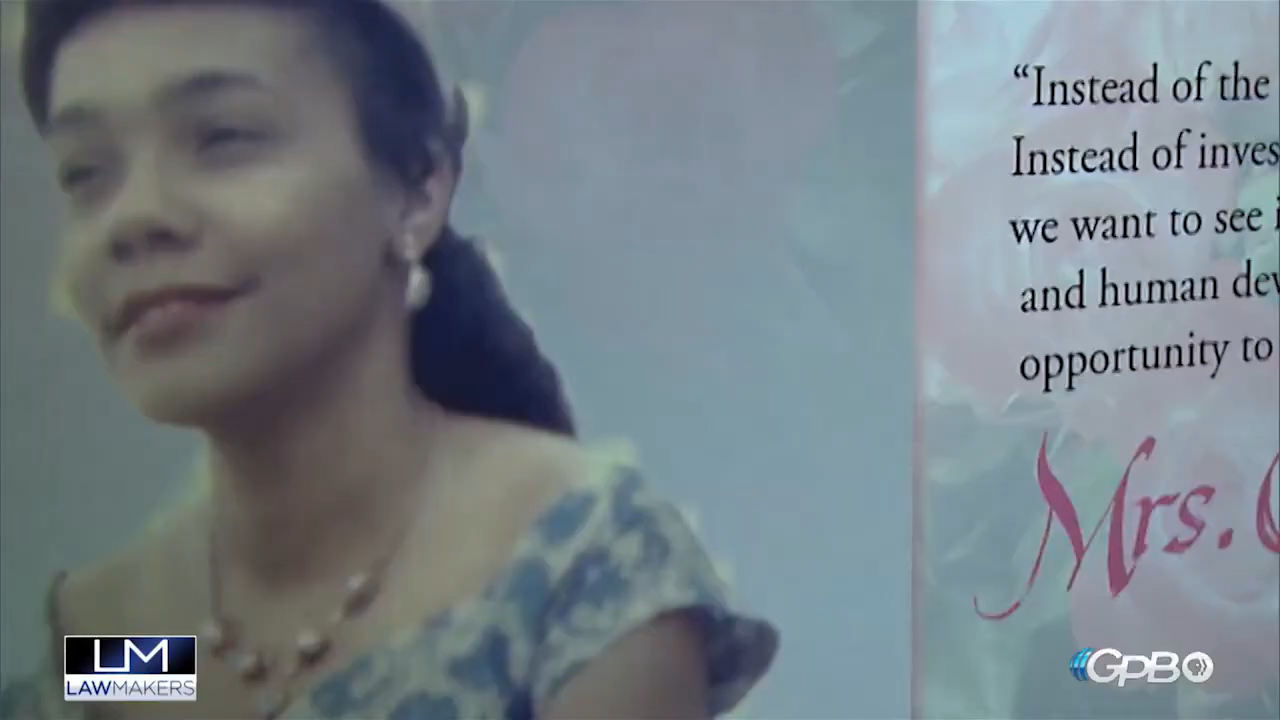 “Instead of the
Instead of inves
we want to see
and human dev
opportunity to
Mrs.
LM
LAWMAKERS
GPB